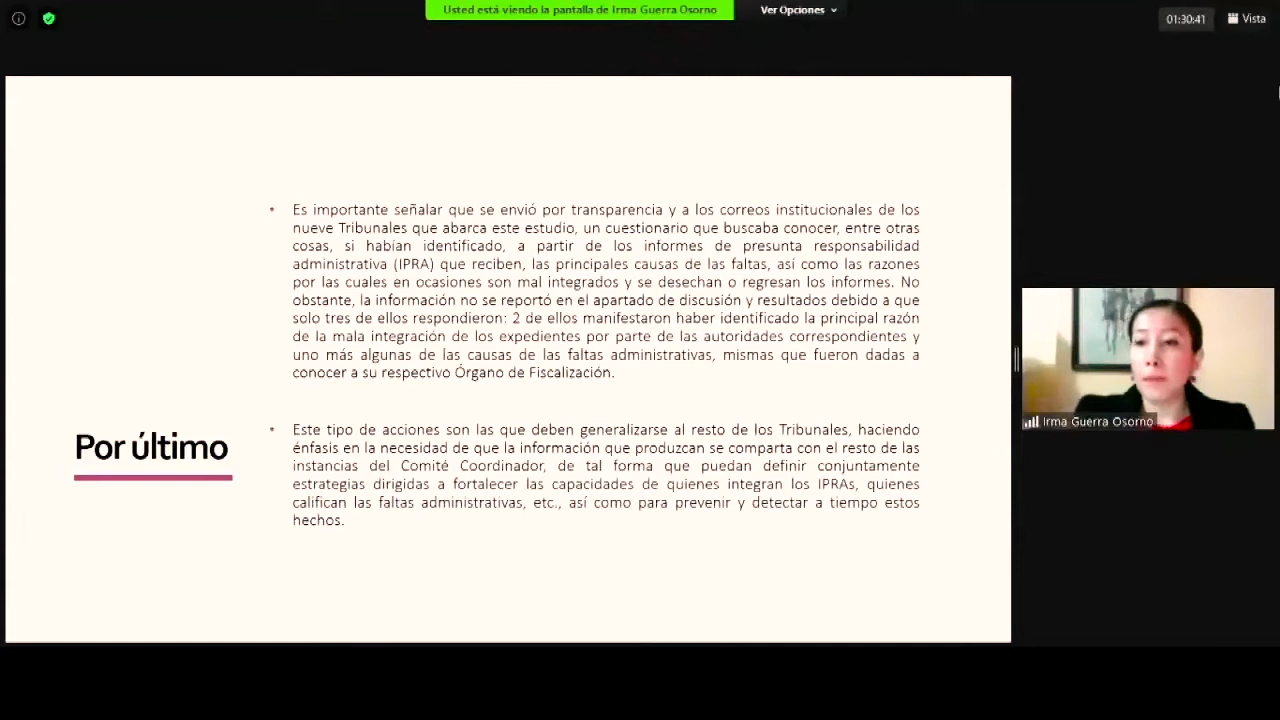 Usted está viendo la pantalla de Irma Guerra Osorno
Ver Opciones
01:30:41
Vista
• Es importante señalar que se envió por transparencia y a los correos institucionales de los
nueve Tribunales que abarca este estudio, un cuestionario que buscaba conocer, entre otras
cosas, si habían identificado, a partir de los informes de presunta responsabilidad
administrativa (IPRA) que reciben, las principales causas de las faltas, así como las razones
por las cuales en ocasiones son mal integrados y se desechan o regresan los informes. No
obstante, la información no se reportó en el apartado de discusión y resultados debido a que
solo tres de ellos respondieron: 2 de ellos manifestaron haber identificado la principal razón
de la mala integración de los expedientes por parte de las autoridades correspondientes y
uno más algunas de las causas de las faltas administrativas, mismas que fueron dadas a
conocer a su respectivo Órgano de Fiscalización.
Por último
• Este tipo de acciones son las que deben generalizarse al resto de los Tribunales, haciendo
énfasis en la necesidad de que la información que produzcan se comparta con el resto de las
instancias del Comité Coordinador, de tal forma que puedan definir conjuntamente
estrategias dirigidas a fortalecer las capacidades de quienes integran los IPRAs, quienes
califican las faltas administrativas, etc., así como para prevenir y detectar a tiempo estos
hechos.
Irma Guerra Osorno